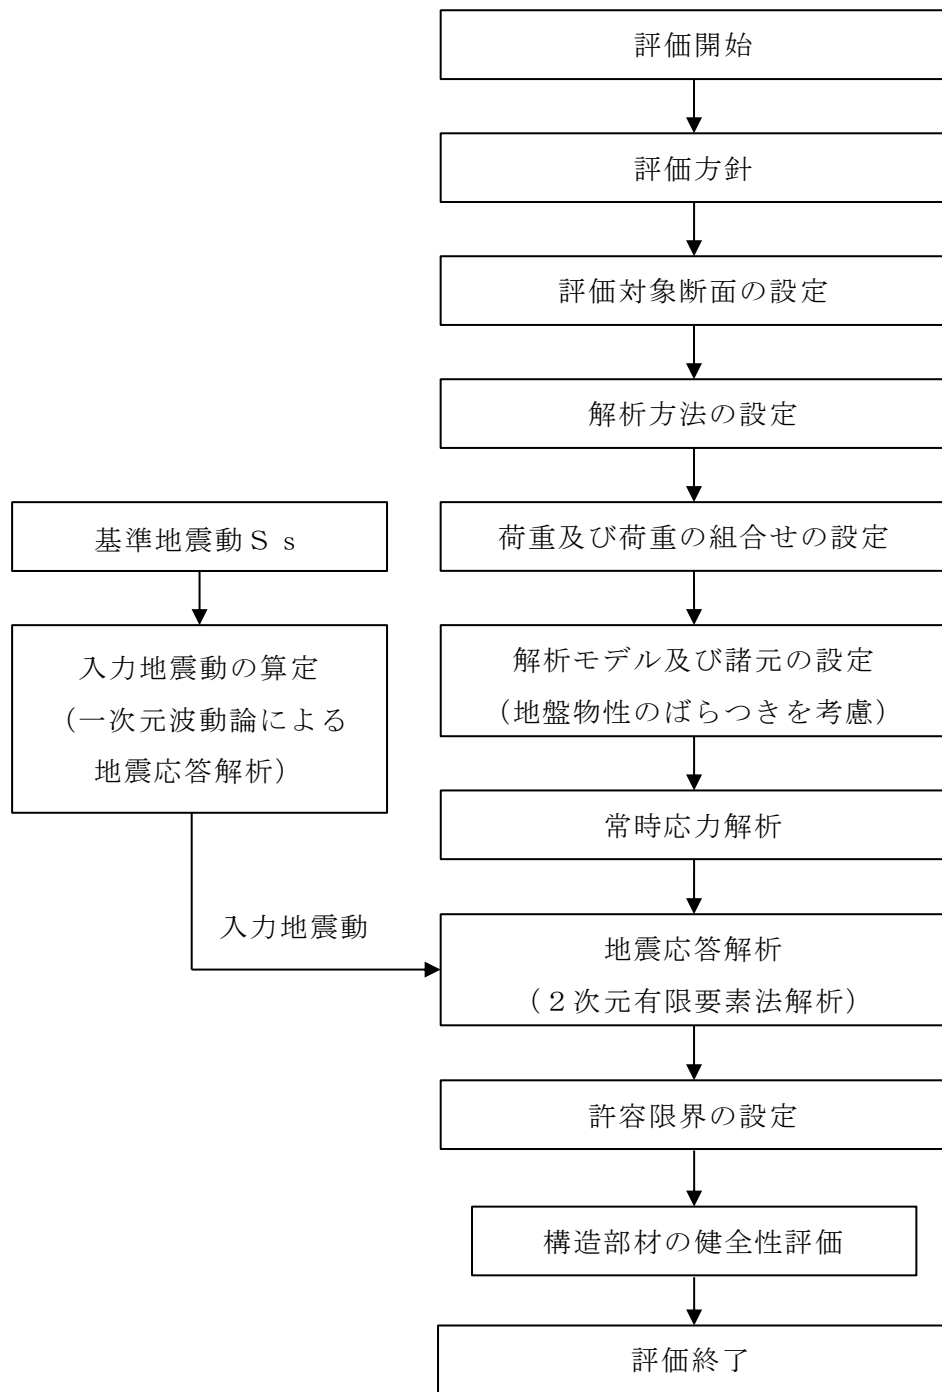 評価開始
評価方針
評価対象断面の設定
解析方法の設定
荷重及び荷重の組合せの設定
基準地震動Ｓｓ
入力地震動の算定
（一次元波動論による
地震応答解析）
解析モデル及び諸元の設定
（地盤物性のばらつきを考慮）
常時応力解析
入力地震動
地震応答解析
（２次元有限要素法解析）
許容限界の設定
構造部材の健全性評価
評価終了